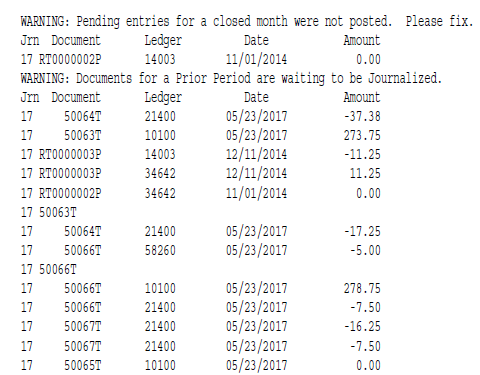 WARNING: Pending entries for a closed month were not posted.  Please fix.
Jrn  Document       Ledger          Date            Amount
17 RT0000002P       14003        11/01/2014           0.00
WARNING: Documents for a Prior Period are waiting to be Journalized.
Jrn  Document       Ledger          Date            Amount
17     50064T       21400        05/23/2017         -37.38
17     50063T       10100        05/23/2017         273.75
17 RT0000003P       14003        12/11/2014         -11.25
17 RT0000003P       34642        12/11/2014          11.25
17 RT0000002P       34642        11/01/2014           0.00
17 50063T
17     50064T       21400        05/23/2017         -17.25
17     50066T       58260        05/23/2017          -5.00
17 50066T
17     50066T       10100        05/23/2017         278.75
17     50066T       21400        05/23/2017          -7.50
17     50067T       21400        05/23/2017         -16.25
17     50067T       21400        05/23/2017          -7.50
17     50065T       10100        05/23/2017           0.00